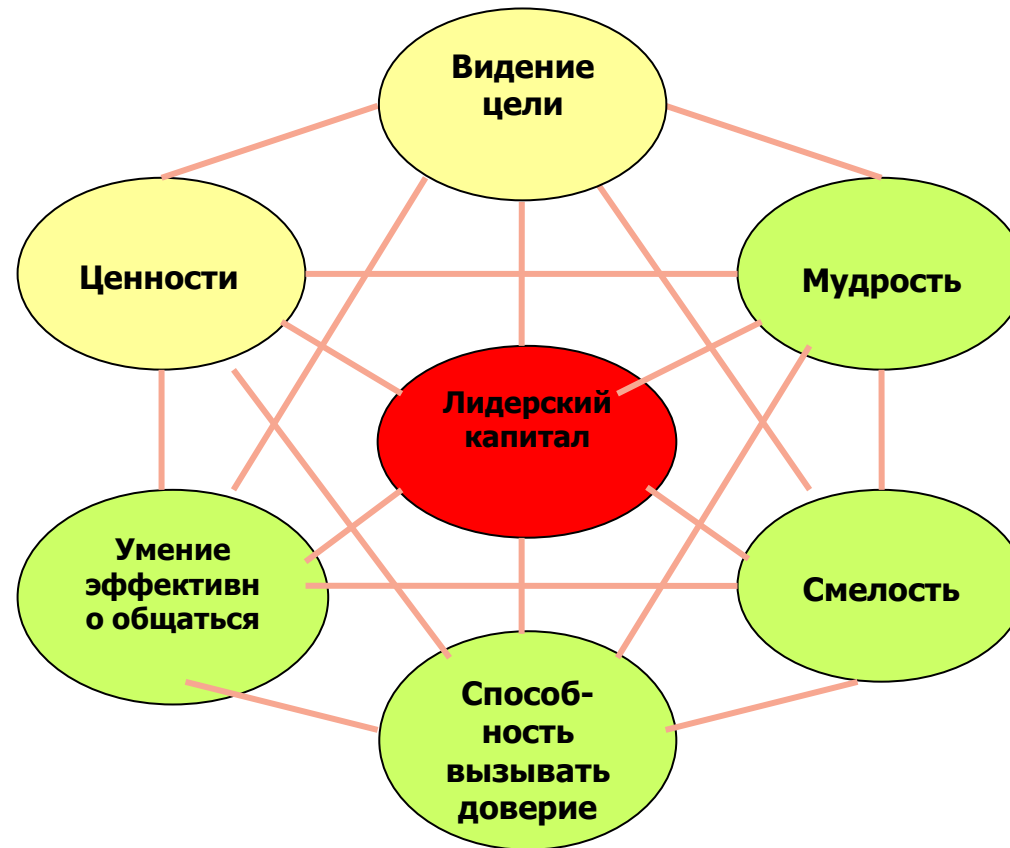 Видение
цели
Ценности
Мудрость
Лидерский
капитал
Умение
эффективн
о общаться
Смелость
Способ-
ность
вызывать
доверие